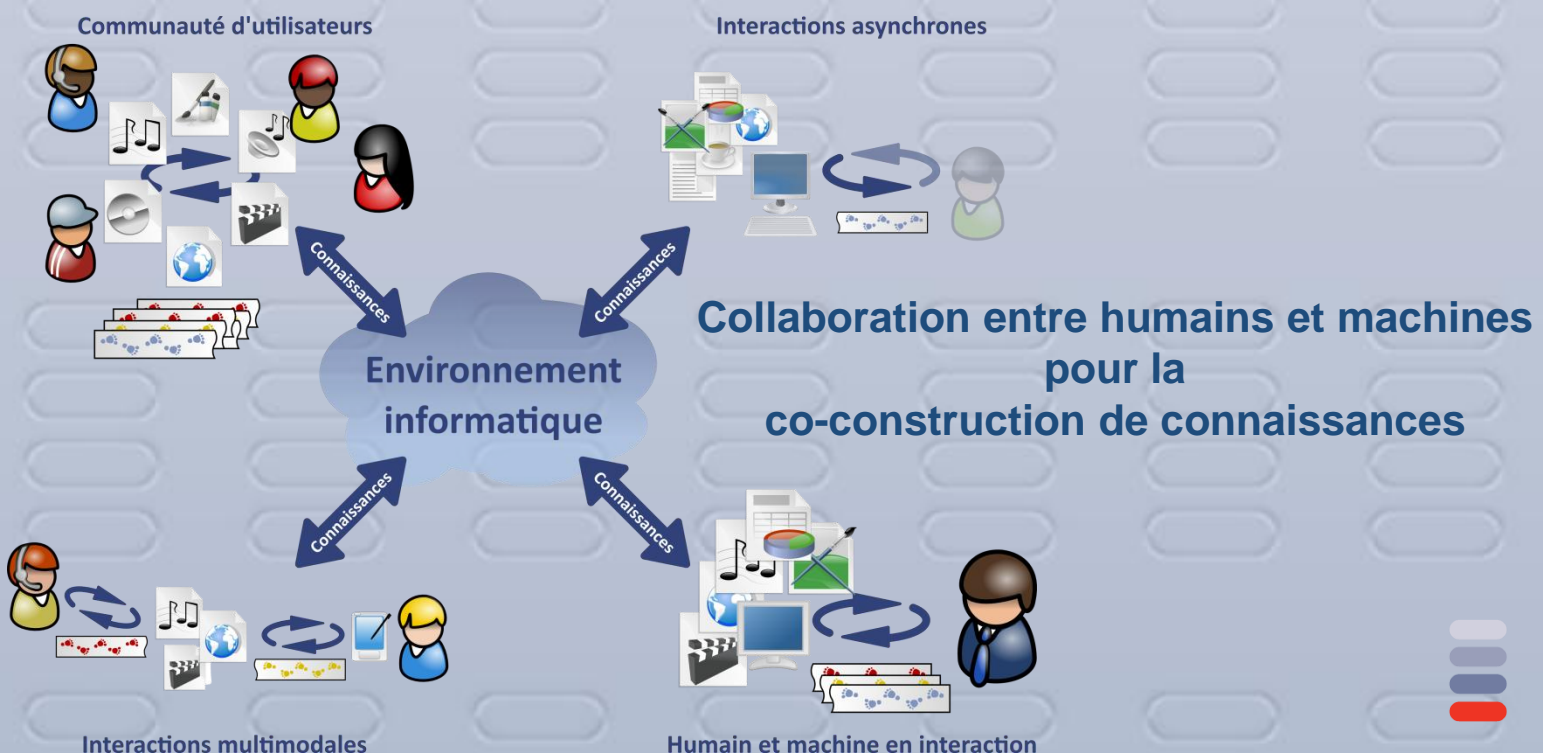 Communauté d'utilisateurs
Interactions asynchrones
Connaissances
Connaissances
Environnement
informatique
Collaboration entre humains et machines
pour la
co-construction de connaissances
Connaissances
Connaissances
Interactions multimodales
Humain et machine en interaction